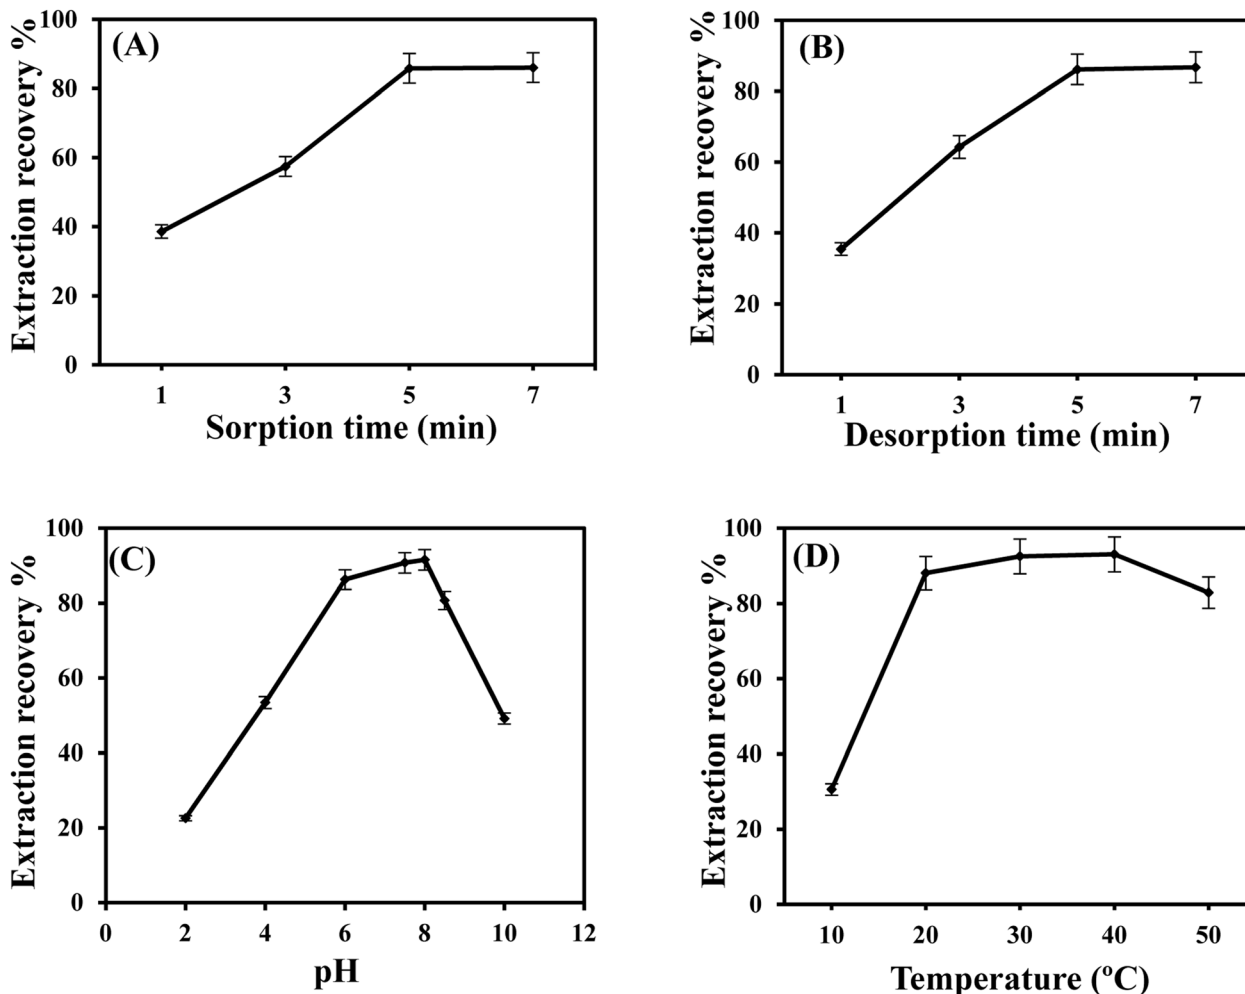 (A)
Extraction recovery %
100
80
60
40
20
0
1 3 5 7
Sorption time (min)
(B)
Extraction recovery %
100
80
60
40
20
0
1 3 5 7
Desorption time (min)
(C)
Extraction recovery %
100
80
60
40
20
0
0 2 4 6 8 10 12
pH
(D)
Extraction recovery %
100
80
60
40
20
0
10 20 30 40 50
Temperature (ºC)